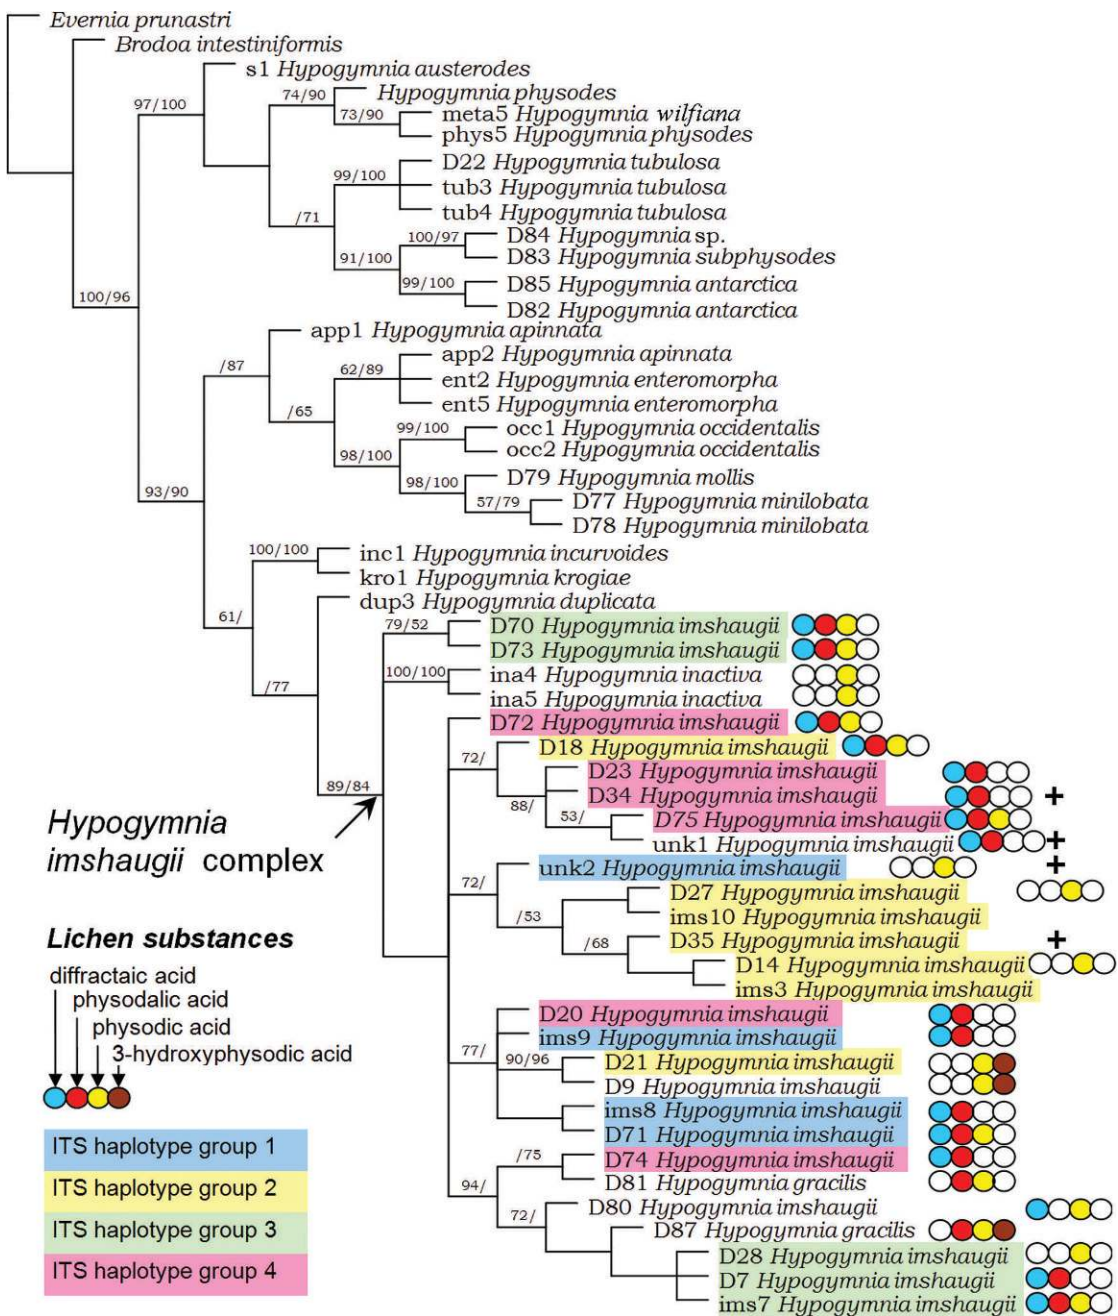 Evernia prunastri
Brodoa intestiniformis
s1 Hypogymnia austerodes
74/90
Hypogymnia physodes
97/100
73/90
meta5 Hypogymnia wilfiana
phys5 Hypogymnia physodes
D22 Hypogymnia tubulosa
99/100
tub3 Hypogymnia tubulosa
tub4 Hypogymnia tubulosa
/71
100/97
D84 Hypogymnia sp.
91/100
D83 Hypogymnia subphysodes
99/100
D85 Hypogymnia antarctica
100/96
D82 Hypogymnia antarctica
app1 Hypogymnia apinnata
app2 Hypogymnia apinnata
/87
62/89
ent2 Hypogymnia enteromorpha
ent5 Hypogymnia enteromorpha
/65
99/100
occ1 Hypogymnia occidentalis
occ2 Hypogymnia occidentalis
98/100
D79 Hypogymnia mollis
98/100
93/90
57/79
D77 Hypogymnia minilobata
D78 Hypogymnia minilobata
100/100
inc1 Hypogymnia incurvoides
kro1 Hypogymnia krogiae
dup3 Hypogymnia duplicata
61/
79/52
D70 Hypogymnia imshaugii
D73 Hypogymnia imshaugii
/77
100/100
ina4 Hypogymnia inactiva
ina5 Hypogymnia inactiva
D72 Hypogymnia imshaugii
72/
D18 Hypogymnia imshaugii
D23 Hypogymnia imshaugii
89/84
88/
D34 Hypogymnia imshaugii +
53/
D75 Hypogymnia imshaugii
unk1 Hypogymnia imshaugii +
Hypogymnia
imshaugii complex
72/
unk2 Hypogymnia imshaugii +
D27 Hypogymnia imshaugii
/53
ims10 Hypogymnia imshaugii
/68
D35 Hypogymnia imshaugii +
D14 Hypogymnia imshaugii
ims3 Hypogymnia imshaugii
Lichen substances
diffractaic acid
physodalic acid
physodic acid
3-hydroxyphysodic acid
D20 Hypogymnia imshaugii
ims9 Hypogymnia imshaugii
77/
90/96
D21 Hypogymnia imshaugii
D9 Hypogymnia imshaugii
ims8 Hypogymnia imshaugii
D71 Hypogymnia imshaugii
/75
D74 Hypogymnia imshaugii
D81 Hypogymnia gracilis
94/
D80 Hypogymnia imshaugii
72/
D87 Hypogymnia gracilis
D28 Hypogymnia imshaugii
D7 Hypogymnia imshaugii
ims7 Hypogymnia imshaugii
ITS haplotype group 1
ITS haplotype group 2
ITS haplotype group 3
ITS haplotype group 4